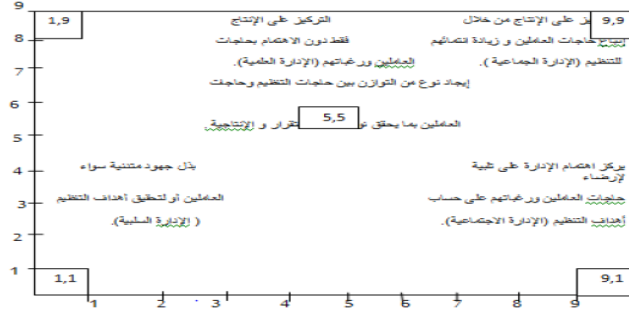 9
1,9
التركيز على الإنتاج
يز على الإنتاج من خلال
9,9
8
فقط دون الاهتمام بحاجات
حاجات العاملين و زيادة انتمائهم
العاملين ورغباتهم (الإدارة العلمية).
للتنظيم (الإدارة الجماعية ).
7
إيجاد نوع من التوازن بين حاجات التنظيم وحاجات
6
5,5
العاملين بما يحقق نو تقرار و الإنتاجية.
5
4
بذل جهود متدنية سواء
يركز اهتمام الإدارة على تلبية
لإرضاء
3
العاملين أو لتحقيق أهداف التنظيم
حاجات العاملين ورغباتهم على حساب
2
( الإدارة السلبية).
أهداف التنظيم (الإدارة الاجتماعية).
1
1,1
9,1
1 2 3 4 5 6 7 8 9